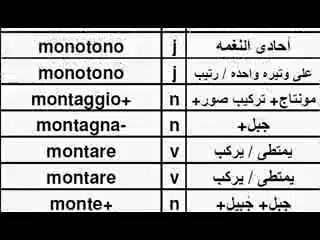 monotono j أحادى النغمه
monotono j على وتيره واحده / رتيب
montaggio+ n مونتاج+ تركيب صور+
montagna- n جبل+
montare v يمتطى / يركب
montare v يمتطى / يركب
monte+ n جبل+ جُبيل+